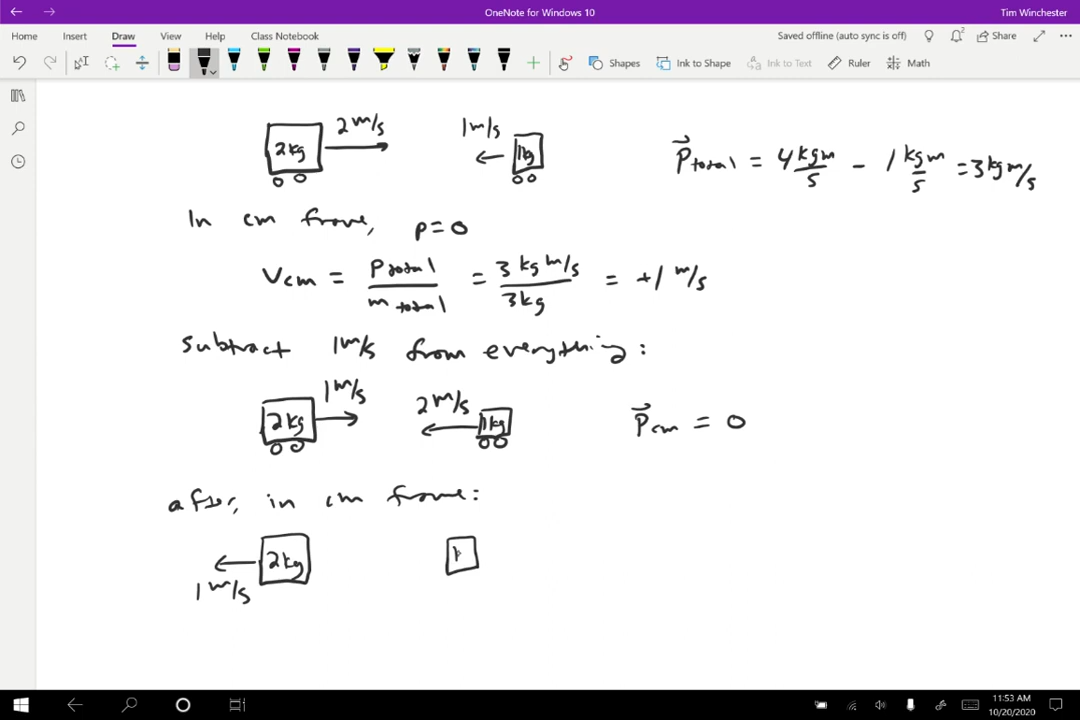 OneNote for Windows 10
Tim Winchester
Home Insert Draw View Help Class Notebook
Saved offline (auto sync is off) Share
Shapes Ink to Shape Ink to Text Ruler Math
2 m/s 1 m/s
2kg 1kg
P total = 4 kgm/s - 1 kgm/s = 3 kg m/s
In cm frame, p = 0
Vcm = P total / m total = 3 kg m/s / 3 kg = +1 m/s
subtract 1 m/s from everything:
1 m/s 2 m/s
2kg 1kg
P cm = 0
after, in cm frame:
2kg
1 m/s
11:53 AM
10/20/2020